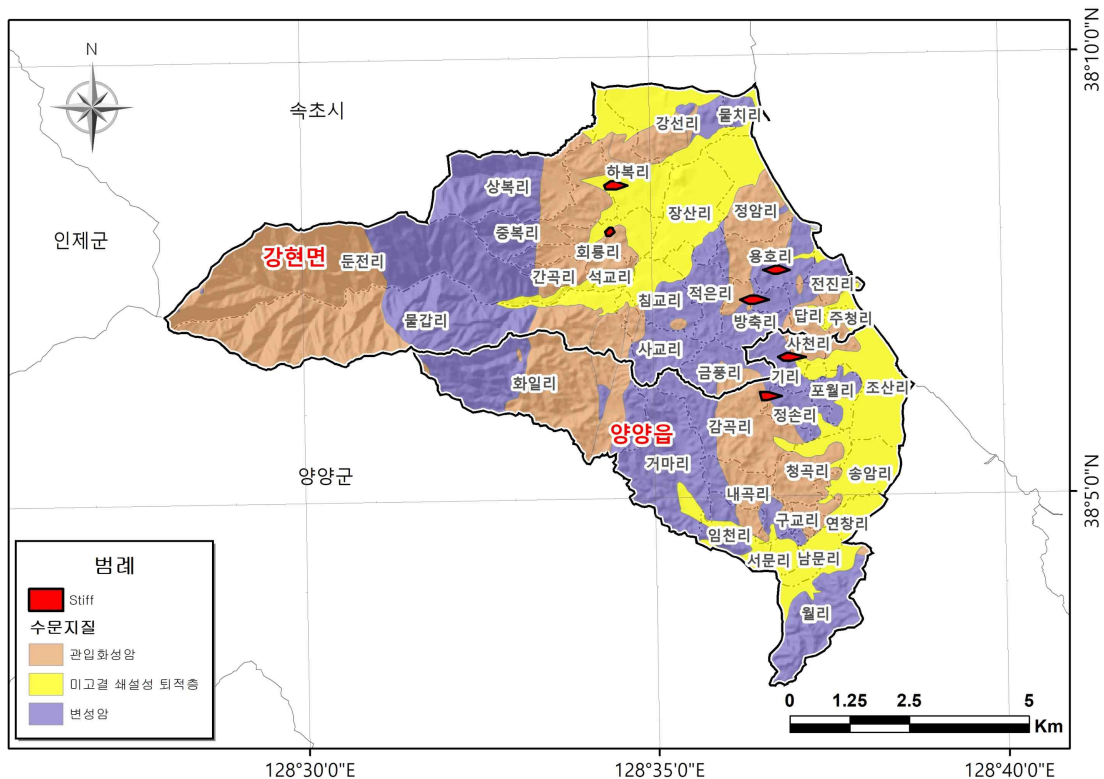 N
38°10'0"N
속초시
강선리
물치리
하복리
상복리
장산리
정암리
인제군
중복리
강현면
둔전리
회룡리
용호리
간곡리
석교리
전진리
침교리
적은리
물갑리
방축리
답리
주청리
사교리
사천리
금풍리
기리
화일리
포월리
조산리
정손리
양양읍
감곡리
거마리
양양군
청곡리
송암리
38°5'0"N
내곡리
구교리
연창리
임천리
서문리
남문리
월리
범례
Stiff
수문지질
관입화성암
미고결 쇄설성 퇴적층
변성암
0 1.25 2.5 5
Km
128°30'0"E
128°35'0"E
128°40'0"E